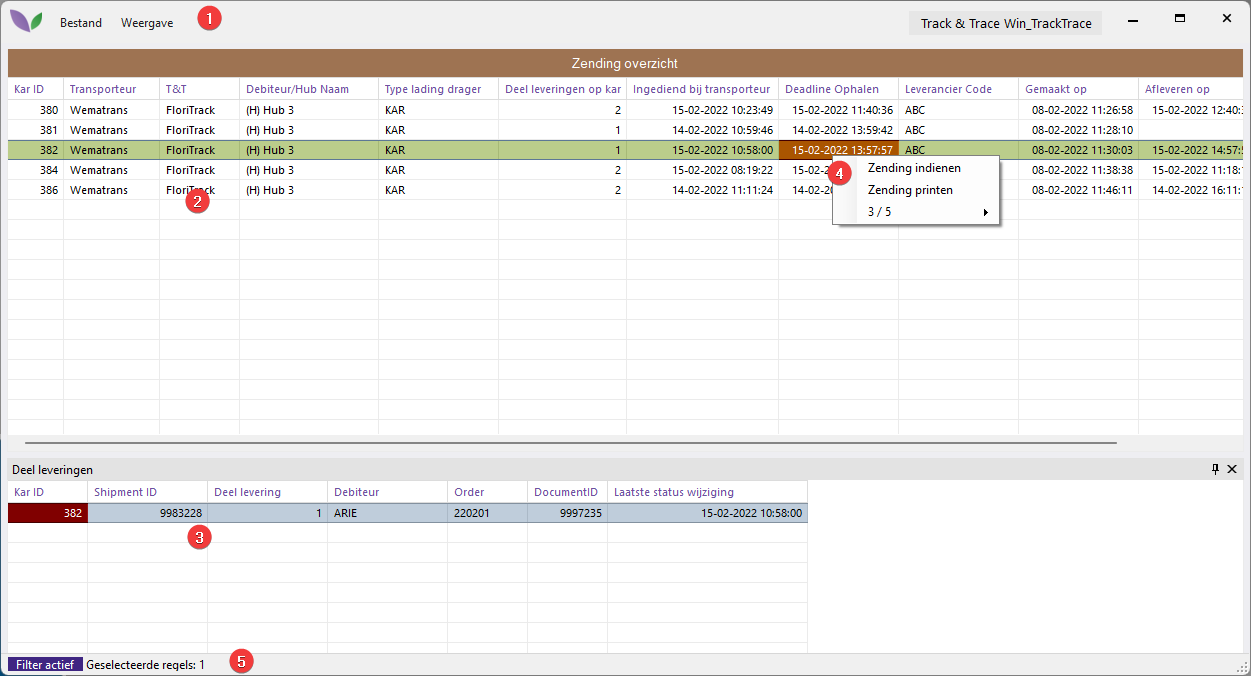 Bestand Weergave 1 Track & Trace Win_TrackTrace
Zending overzicht
Kar ID Transporteur T&T Debiteur/Hub Naam Type lading drager Deel leveringen op kar Ingediend bij transporteur Deadline Ophalen Leverancier Code Gemaakt op Afleveren op
380 Wematrans FloriTrack (H) Hub 3 KAR 2 15-02-2022 10:23:49 15-02-2022 11:40:36 ABC 08-02-2022 11:26:58 15-02-2022 12:40:
381 Wematrans FloriTrack (H) Hub 3 KAR 1 14-02-2022 10:59:46 14-02-2022 13:59:42 ABC 08-02-2022 11:28:10
382 Wematrans FloriTrack (H) Hub 3 KAR 1 15-02-2022 10:58:00 15-02-2022 13:57:57 ABC 08-02-2022 11:30:03 15-02-2022 14:57:
384 Wematrans FloriTrack (H) Hub 3 KAR 2 15-02-2022 08:19:22 15-02-2 08-02-2022 11:38:38 15-02-2022 11:18:
386 Wematrans FloriTrack (H) Hub 3 KAR 2 14-02-2022 11:11:24 14-02-20 08-02-2022 11:46:11 14-02-2022 16:11:
2
4 Zending indienen
Zending printen
3 / 5
Deel leveringen
Kar ID Shipment ID Deel levering Debiteur Order DocumentID Laatste status wijziging
382 9983228 1 ARIE 220201 9997235 15-02-2022 10:58:00
3
Filter actief Geselecteerde regels: 1 5